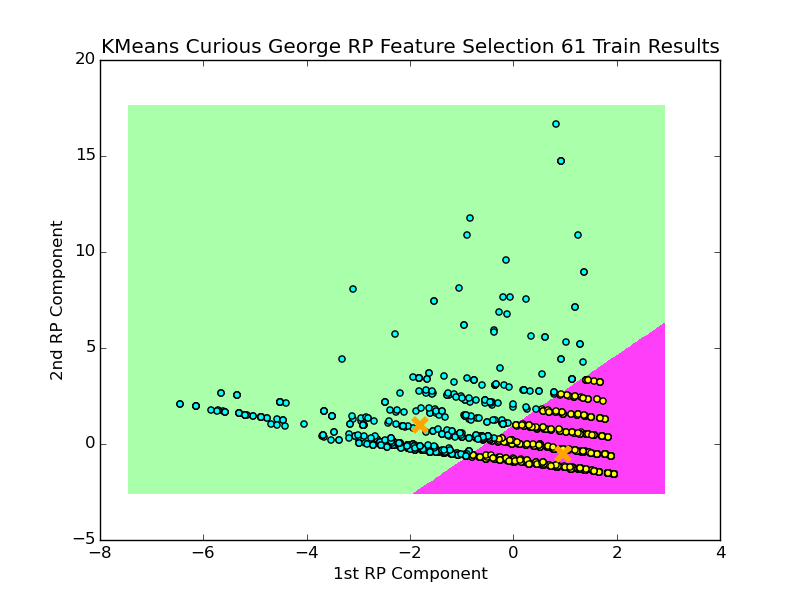 KMeans Curious George RP Feature Selection 61 Train Results
20
15
10
5
0
−5
2nd RP Component
−8 −6 −4 −2 0 2 4
1st RP Component